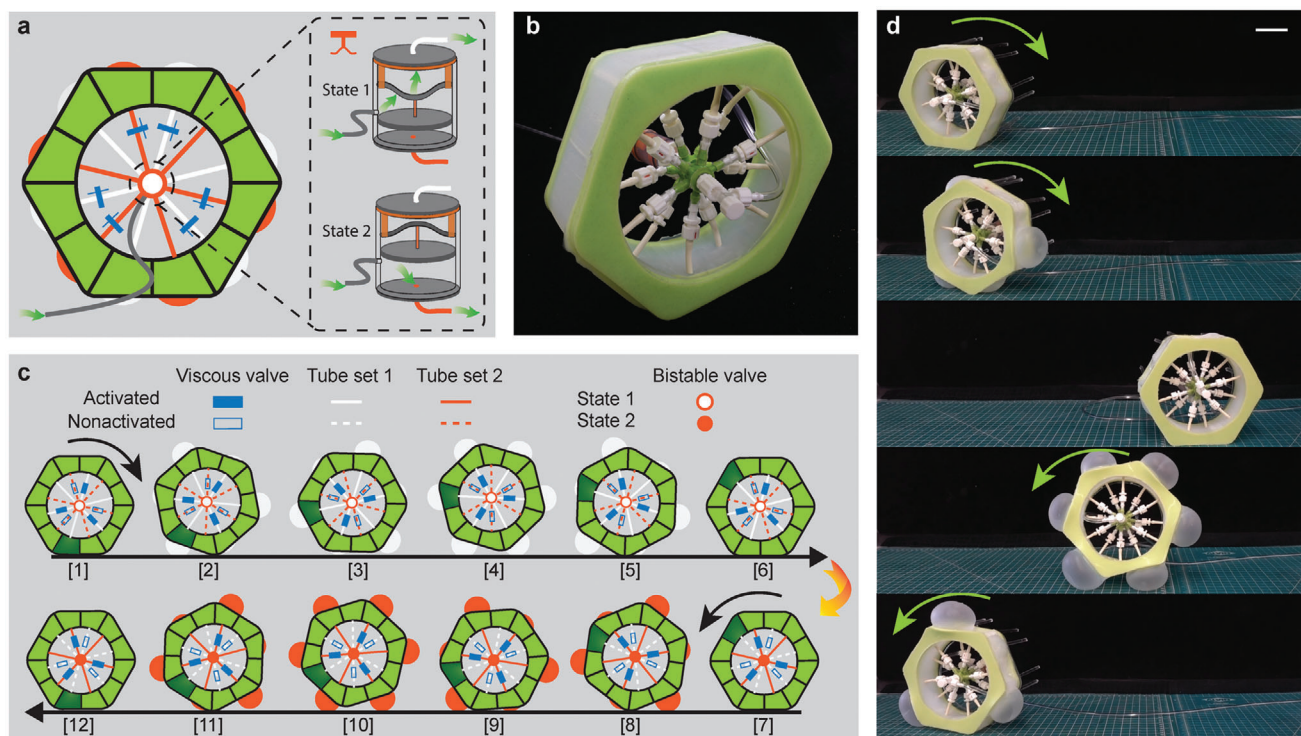 a
State 1
State 2
b
c
Viscous valve Tube set 1 Tube set 2 Bistable valve
Activated State 1
Nonactivated State 2
[1] [2] [3] [4] [5] [6]
[12] [11] [10] [9] [8] [7]
d